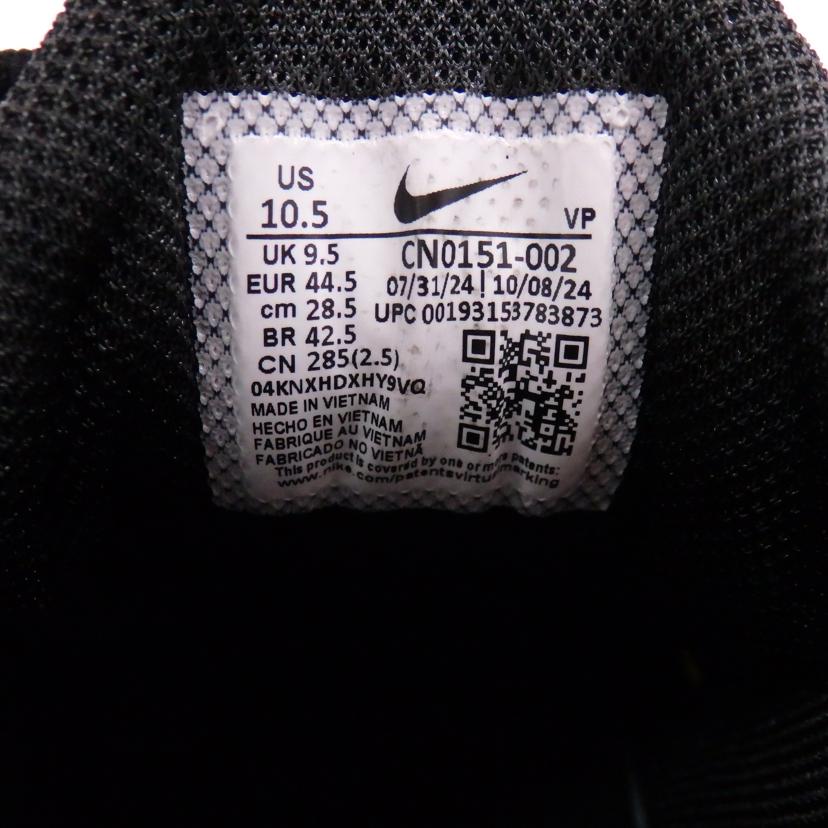 US
10.5
VP
UK 9.5
CN0151-002
EUR 44.5
07/31/24 | 10/08/24
cm 28.5
UPC 00193153783873
BR 42.5
CN 285(2.5)
04KNXHDXHY9VQ
MADE IN VIETNAM
HECHO EN VIETNAM
FABRIQUE AU VIETNAM
FABRICADO NO VIETNÃ
This product is covered by one or more patents:
www.nike.com/patentsvirtualmarking